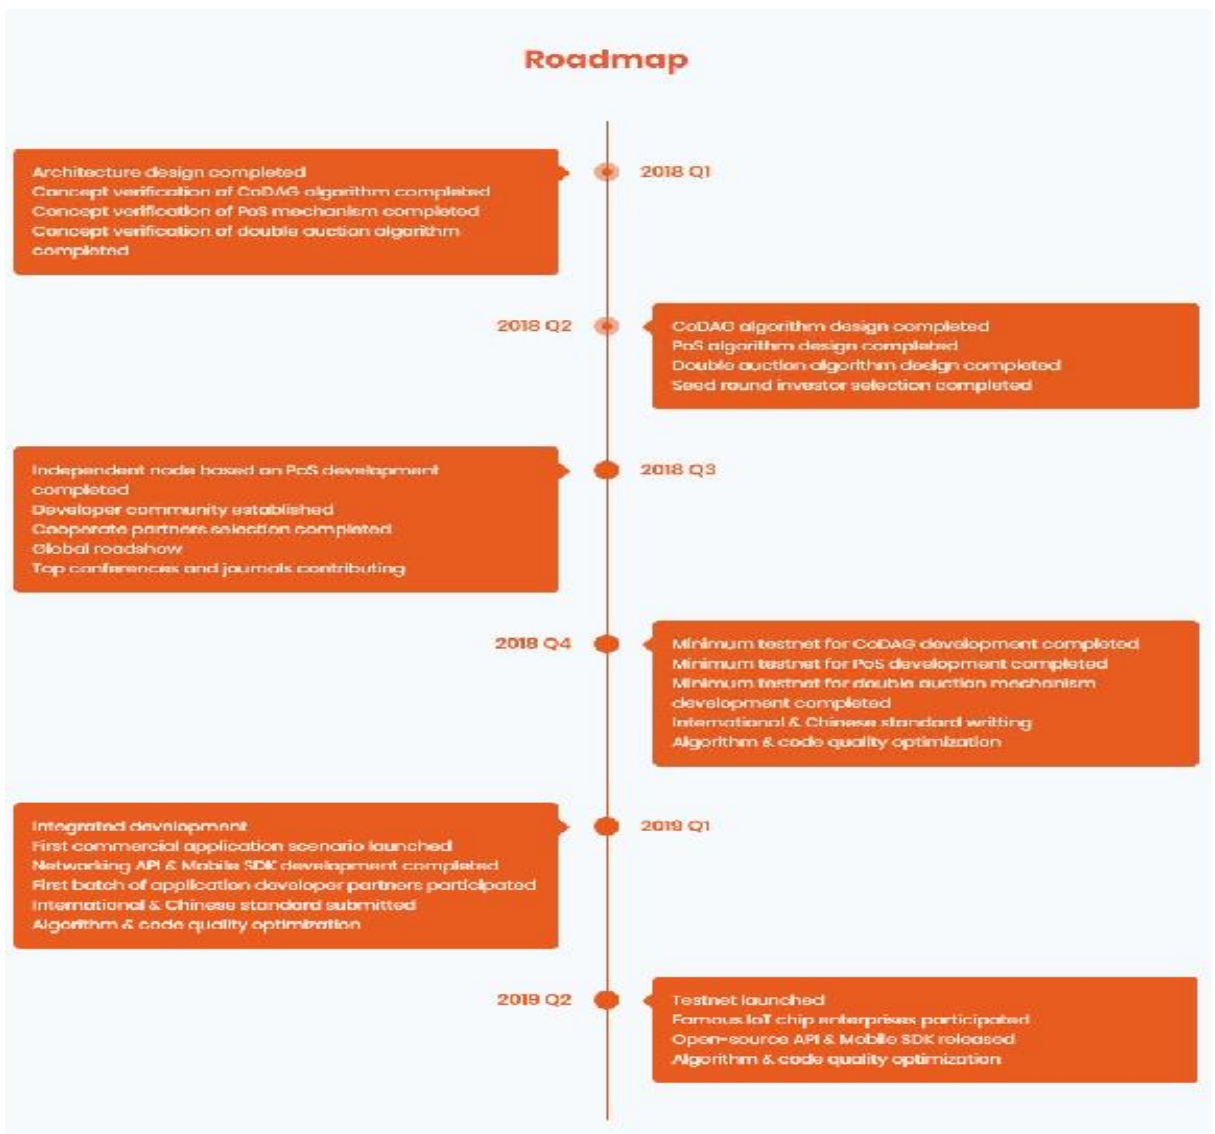 Roadmap
2018 Q1
Architecture design completed
Concept verification of CoDAG algorithm completed
Concept verification of PoS mechanism completed
Concept verification of double auction algorithm
completed
2018 Q2
CoDAG algorithm design completed
PoS algorithm design completed
Double auction algorithm design completed
Seed round investor selection completed
2018 Q3
Independent node based on PoS development
completed
Developer community established
Cooperate partners selection completed
Global roadshow
Top conferences and journals contributing
2018 Q4
Minimum testnet for CoDAG development completed
Minimum testnet for PoS development completed
Minimum testnet for double auction mechanism
development completed
International & Chinese standard writting
Algorithm & code quality optimization
2019 Q1
Integrated development
First commercial application scenario launched
Networking API & Mobile SDK development completed
First batch of application developer partners participated
International & Chinese standard submitted
Algorithm & code quality optimization
2019 Q2
Testnet launched
Famous IoT chip enterprises participated
Open-source API & Mobile SDK released
Algorithm & code quality optimization